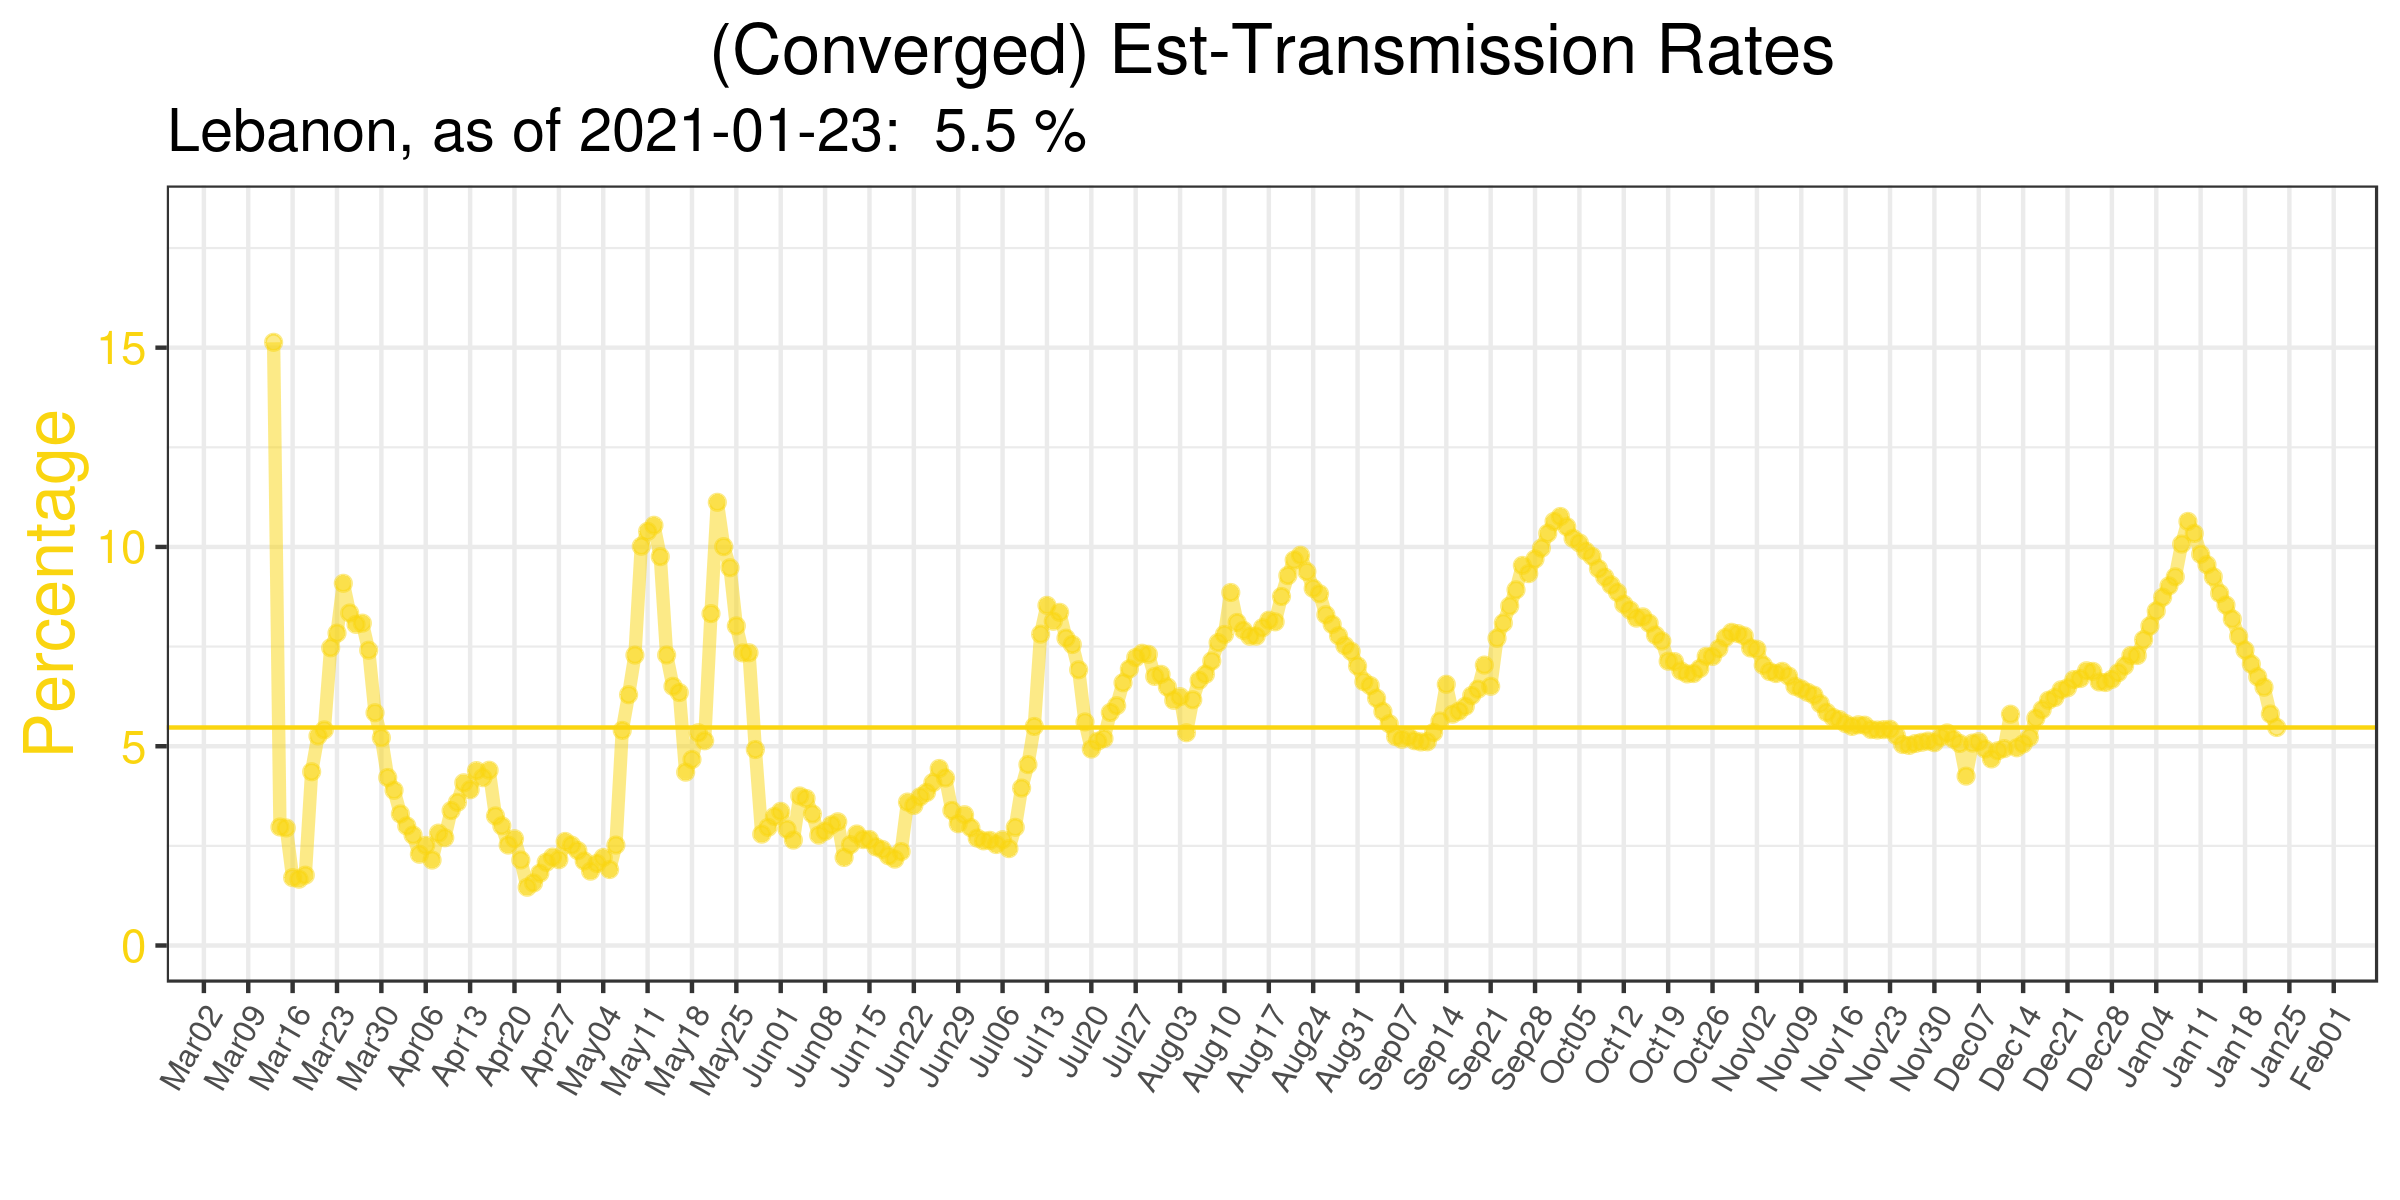 (Converged) Est-Transmission Rates
Lebanon, as of 2021-01-23:  5.5 %
Percentage
15
10
5
0
Mar02
Mar09
Mar16
Mar23
Mar30
Apr06
Apr13
Apr20
Apr27
May04
May11
May18
May25
Jun01
Jun08
Jun15
Jun22
Jun29
Jul06
Jul13
Jul20
Jul27
Aug03
Aug10
Aug17
Aug24
Aug31
Sep07
Sep14
Sep21
Sep28
Oct05
Oct12
Oct19
Oct26
Nov02
Nov09
Nov16
Nov23
Nov30
Dec07
Dec14
Dec21
Dec28
Jan04
Jan11
Jan18
Jan25
Feb01